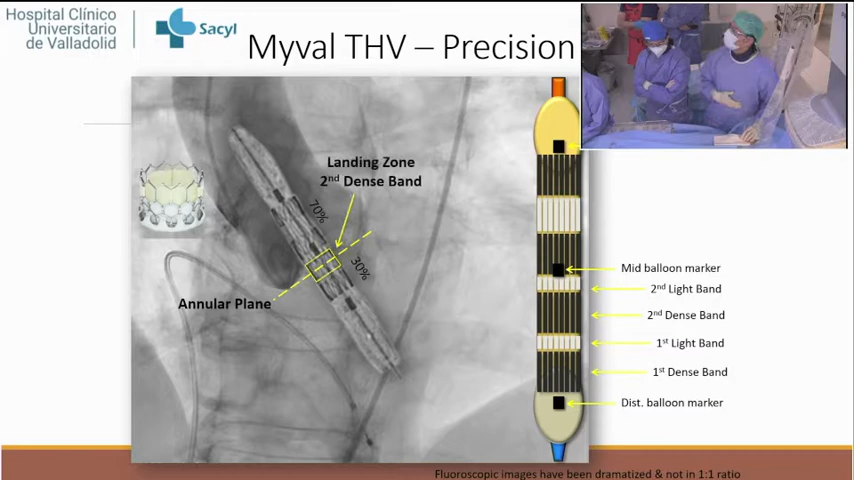 Hospital Clínico
Universitario
de Valladolid
Sacyl
Myval THV – Precision
Landing Zone
2nd Dense Band
70%
30%
Annular Plane
Mid balloon marker
2nd Light Band
2nd Dense Band
1st Light Band
1st Dense Band
Dist. balloon marker
Fluoroscopic images have been dramatized & not in 1:1 ratio